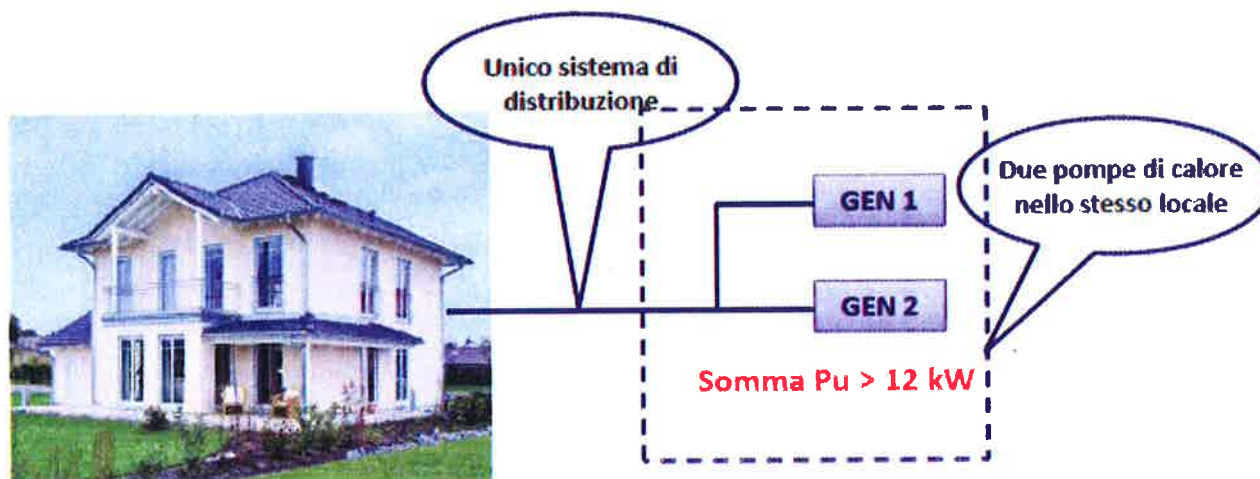 Unico sistema di
distribuzione
GEN 1
Due pompe di calore
nello stesso locale
GEN 2
Somma Pu > 12 kW